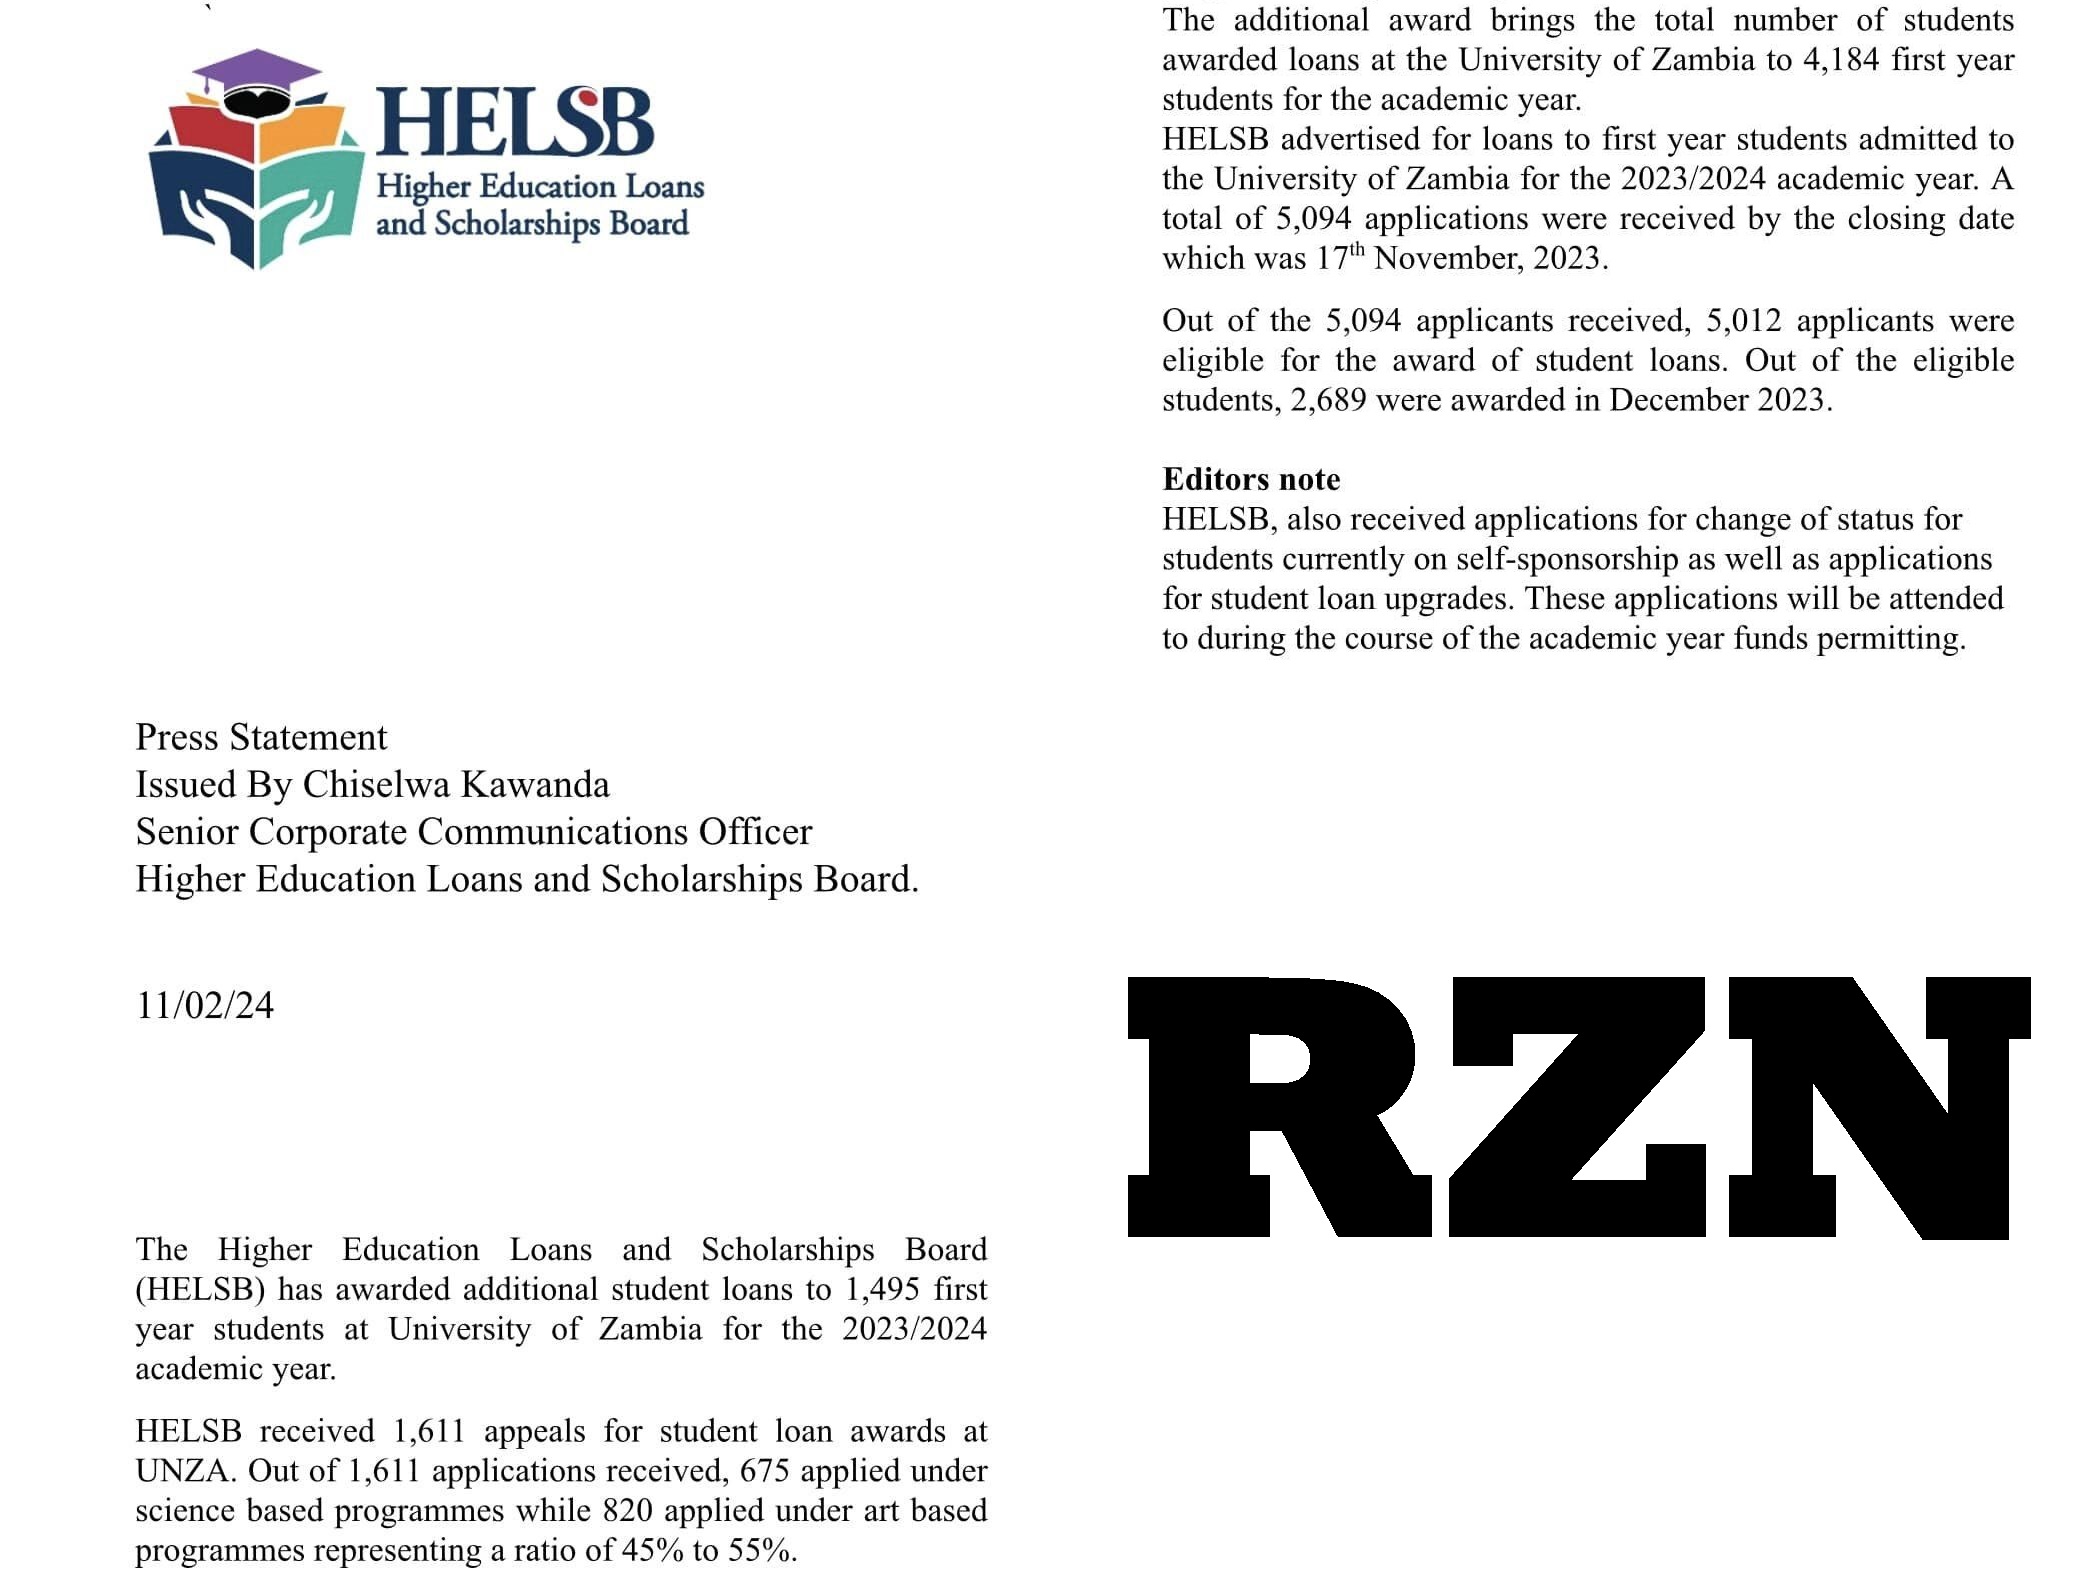 HELSB
Higher Education Loans
and Scholarships Board
Press Statement
Issued By Chiselwa Kawanda
Senior Corporate Communications Officer
Higher Education Loans and Scholarships Board.
11/02/24
The Higher Education Loans and Scholarships Board
(HELSB) has awarded additional student loans to 1,495 first
year students at University of Zambia for the 2023/2024
academic year.
HELSB received 1,611 appeals for student loan awards at
UNZA. Out of 1,611 applications received, 675 applied under
science based programmes while 820 applied under art based
programmes representing a ratio of 45% to 55%.
The additional award brings the total number of students
awarded loans at the University of Zambia to 4,184 first year
students for the academic year.
HELSB advertised for loans to first year students admitted to
the University of Zambia for the 2023/2024 academic year. A
total of 5,094 applications were received by the closing date
which was 17th November, 2023.
Out of the 5,094 applicants received, 5,012 applicants were
eligible for the award of student loans. Out of the eligible
students, 2,689 were awarded in December 2023.
Editors note
HELSB, also received applications for change of status for
students currently on self-sponsorship as well as applications
for student loan upgrades. These applications will be attended
to during the course of the academic year funds permitting.
RZN